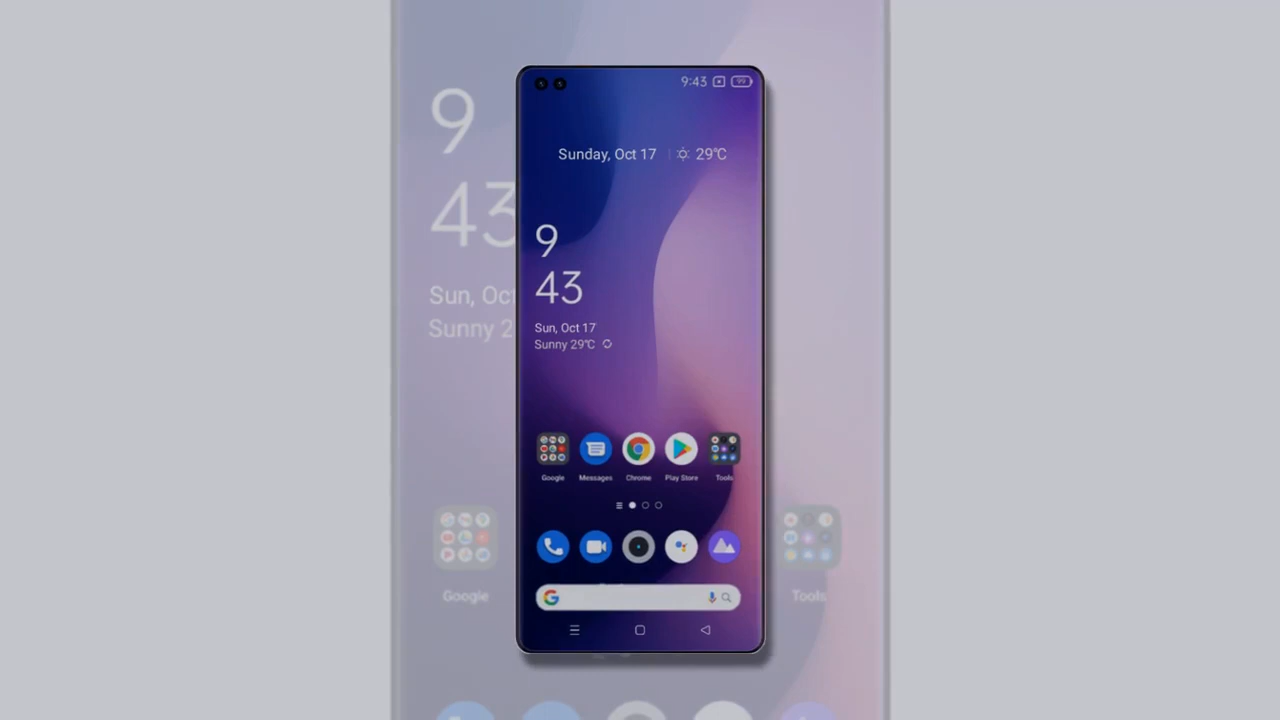 9:43
99
Sunday, Oct 17 29°C
9
43
Sun, Oct 17
Sunny 29°C
Google Messages Chrome Play Store Tools
G
9
43
Sun, Oct
Sunny 2
Google
Tools